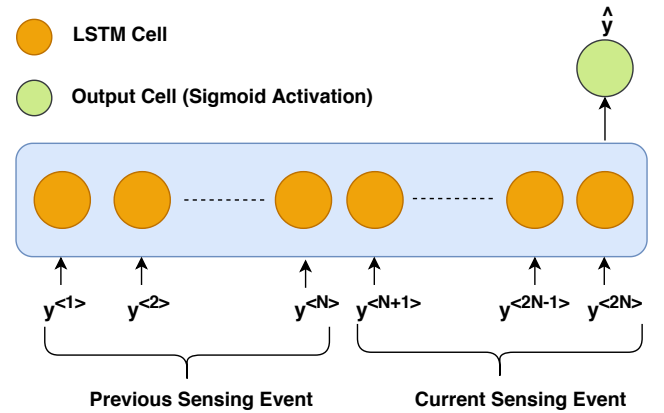 ŷ
LSTM Cell
Output Cell (Sigmoid Activation)
y<1> y<2> y<N> y<N+1> y<2N-1> y<2N>
Previous Sensing Event Current Sensing Event